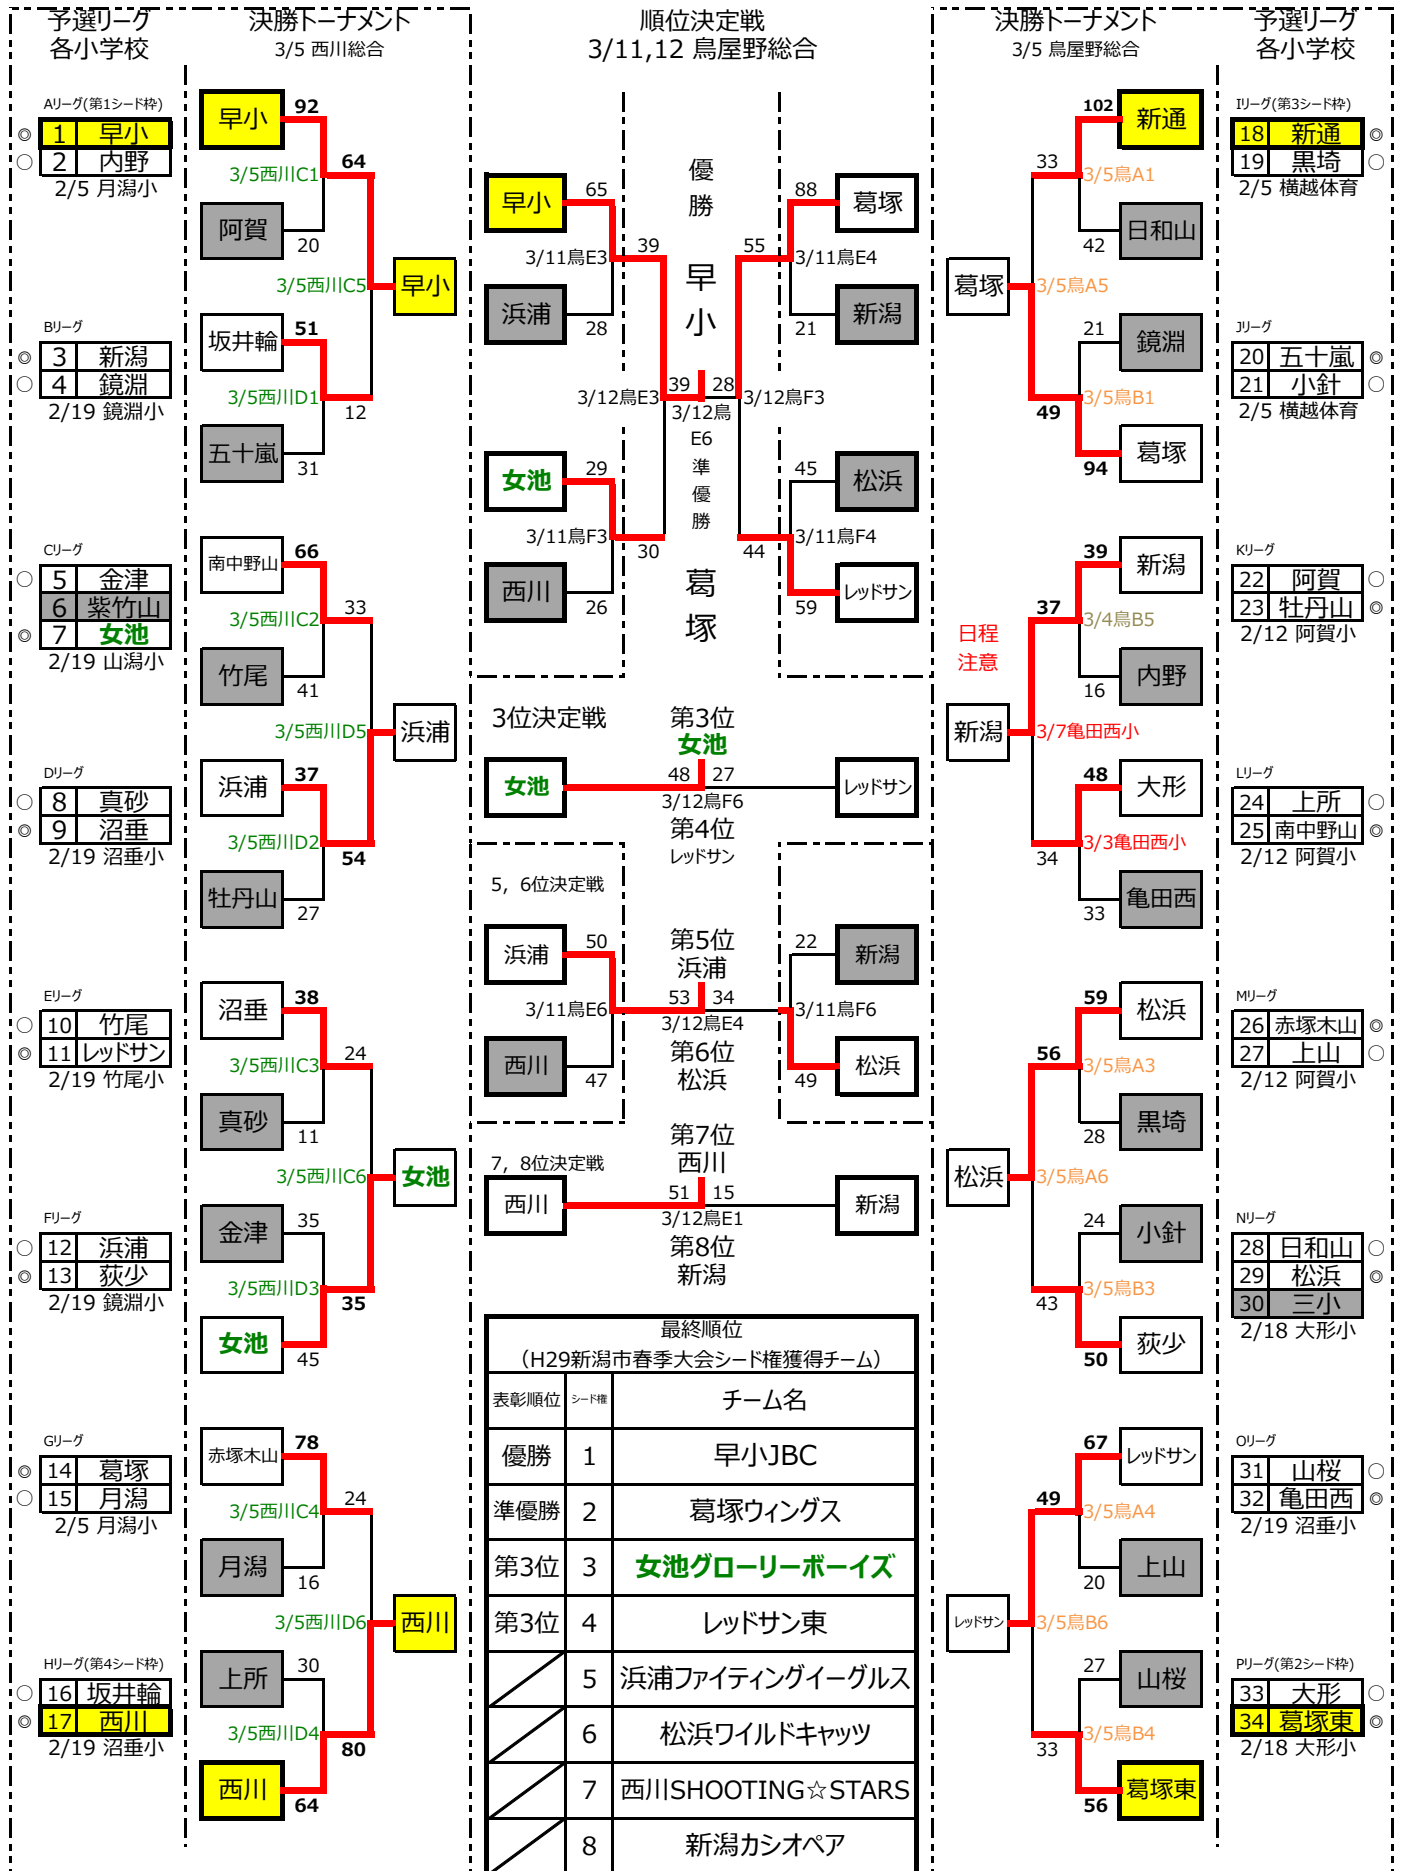 予選リーグ
各小学校
決勝トーナメント
3/5 西川総合
順位決定戦
3/11,12 鳥屋野総合
決勝トーナメント
3/5 鳥屋野総合
予選リーグ
各小学校
Aリーグ(第1シード枠)
◎ 1 早小
○ 2 内野
2/5 月潟小
Bリーグ
◎ 3 新潟
○ 4 鏡淵
2/19 鏡淵小
Cリーグ
○ 5 金津
6 紫竹山
◎ 7 女池
2/19 山潟小
Dリーグ
○ 8 真砂
◎ 9 沼垂
2/19 沼垂小
Eリーグ
○ 10 竹尾
◎ 11 レッドサン
2/19 竹尾小
Fリーグ
○ 12 浜浦
◎ 13 荻少
2/19 鏡淵小
Gリーグ
◎ 14 葛塚
○ 15 月潟
2/5 月潟小
Hリーグ(第4シード枠)
○ 16 坂井輪
◎ 17 西川
2/19 沼垂小
早小 92
64
3/5西川C1
阿賀 20
3/5西川C5
早小
坂井輪 51
3/5西川D1
12
五十嵐 31
南中野山 66
33
3/5西川C2
竹尾 41
3/5西川D5
浜浦
浜浦 37
3/5西川D2
54
牡丹山 27
沼垂 38
24
3/5西川C3
真砂 11
3/5西川C6
女池
金津 35
3/5西川D3
35
女池 45
赤塚木山 78
24
3/5西川C4
月潟 16
3/5西川D6
西川
上所 30
3/5西川D4
80
西川 64
優勝
早小
早小 65
39
3/11鳥E3
浜浦 28
88 葛塚
55
3/11鳥E4
21 新潟
3/12鳥E3
39 28
3/12鳥F3
3/12鳥
E6
準優勝
葛塚
女池 29
3/11鳥F3
30
西川 26
45 松浜
3/11鳥F4
44
59 レッドサン
3位決定戦
第3位
女池
女池 48 27 レッドサン
3/12鳥F6
第4位
レッドサン
5, 6位決定戦
浜浦 50
3/11鳥E6
西川 47
第5位
浜浦
53 34
3/12鳥E4
第6位
松浜
22 新潟
3/11鳥F6
49 松浜
7, 8位決定戦
第7位
西川
西川 51 15 新潟
3/12鳥E1
第8位
新潟
最終順位
(H29新潟市春季大会シード権獲得チーム)
表彰順位 シード権 チーム名
優勝 1 早小JBC
準優勝 2 葛塚ウィングス
第3位 3 女池グローリーボーイズ
第3位 4 レッドサン東
5 浜浦ファイティングイーグルス
6 松浜ワイルドキャッツ
7 西川SHOOTING☆STARS
8 新潟カシオペア
102 新通
33
3/5鳥A1
42 日和山
葛塚
3/5鳥A5
21 鏡淵
3/5鳥B1
49
94 葛塚
39 新潟
37
3/4鳥B5
日程
注意
16 内野
新潟
3/7亀田西小
48 大形
3/3亀田西小
34
33 亀田西
59 松浜
56
3/5鳥A3
28 黒埼
松浜
3/5鳥A6
24 小針
3/5鳥B3
43
50 荻少
67 レッドサン
49
3/5鳥A4
20 上山
レッドサン
3/5鳥B6
27 山桜
3/5鳥B4
33
56 葛塚東
Iリーグ(第3シード枠)
18 新通 ◎
19 黒埼 ○
2/5 横越体育
Jリーグ
20 五十嵐 ◎
21 小針 ○
2/5 横越体育
Kリーグ
22 阿賀 ○
23 牡丹山 ◎
2/12 阿賀小
Lリーグ
24 上所 ○
25 南中野山 ◎
2/12 阿賀小
Mリーグ
26 赤塚木山 ◎
27 上山 ○
2/12 阿賀小
Nリーグ
28 日和山 ○
29 松浜 ◎
30 三小
2/18 大形小
Oリーグ
31 山桜 ○
32 亀田西 ◎
2/19 沼垂小
Pリーグ(第2シード枠)
33 大形 ○
34 葛塚東 ◎
2/18 大形小